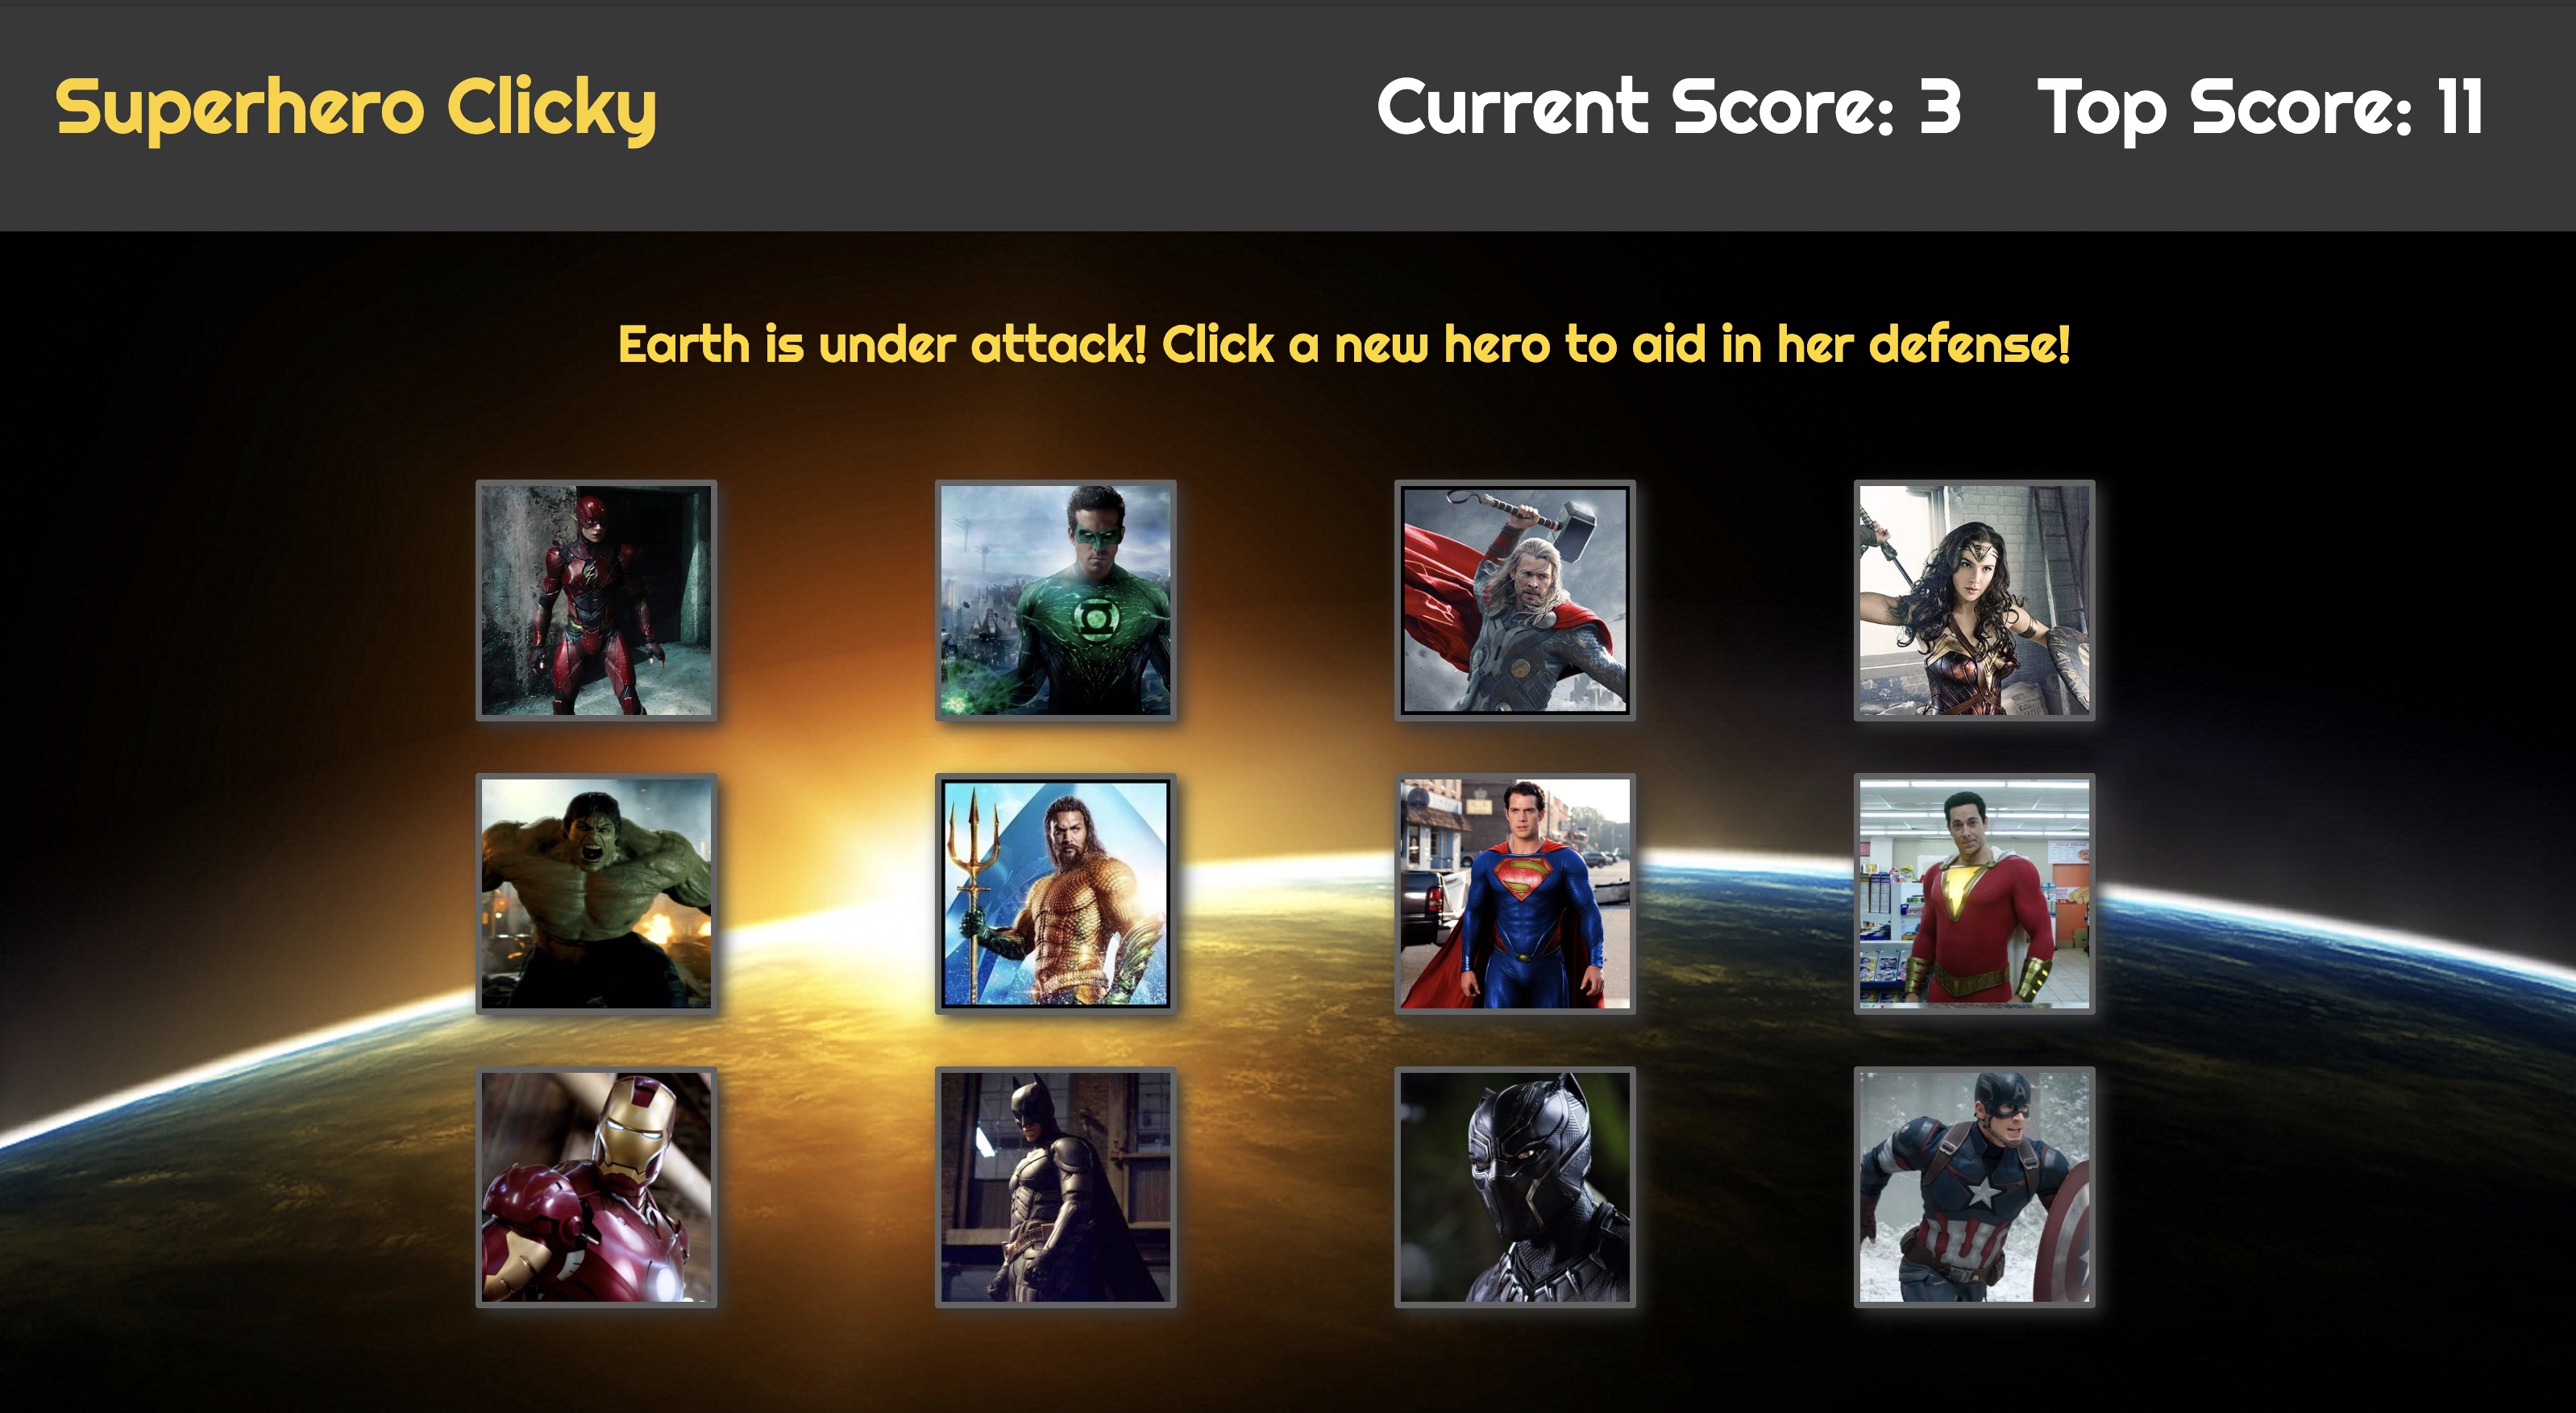 Superhero Clicky
Current Score: 3
Top Score: 11
Earth is under attack! Click a new hero to aid in her defense!